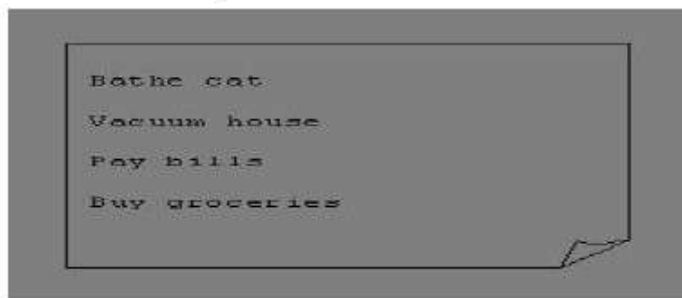 Bathe cat
Vacuum house
Pay bills
Buy groceries